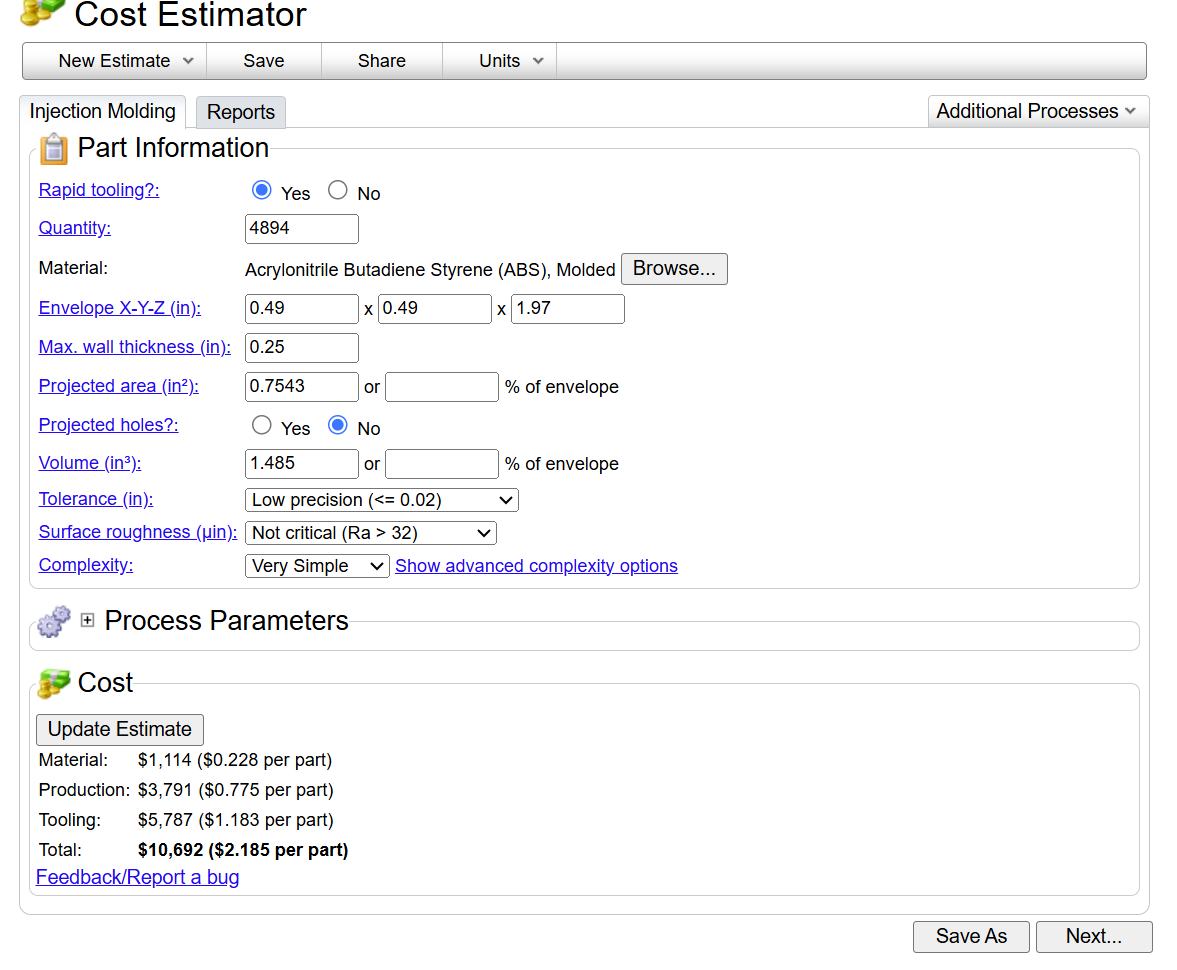 Cost Estimator
New Estimate Save Share Units
Injection Molding Reports Additional Processes
Part Information
Rapid tooling?: Yes No
Quantity: 4894
Material: Acrylonitrile Butadiene Styrene (ABS), Molded Browse...
Envelope X-Y-Z (in): 0.49 x 0.49 x 1.97
Max. wall thickness (in): 0.25
Projected area (in²): 0.7543 or % of envelope
Projected holes?: Yes No
Volume (in³): 1.485 or % of envelope
Tolerance (in): Low precision (<= 0.02)
Surface roughness (µin): Not critical (Ra > 32)
Complexity: Very Simple Show advanced complexity options
Process Parameters
Cost
Update Estimate
Material: $1,114 ($0.228 per part)
Production: $3,791 ($0.775 per part)
Tooling: $5,787 ($1.183 per part)
Total: $10,692 ($2.185 per part)
Feedback/Report a bug
Save As Next...